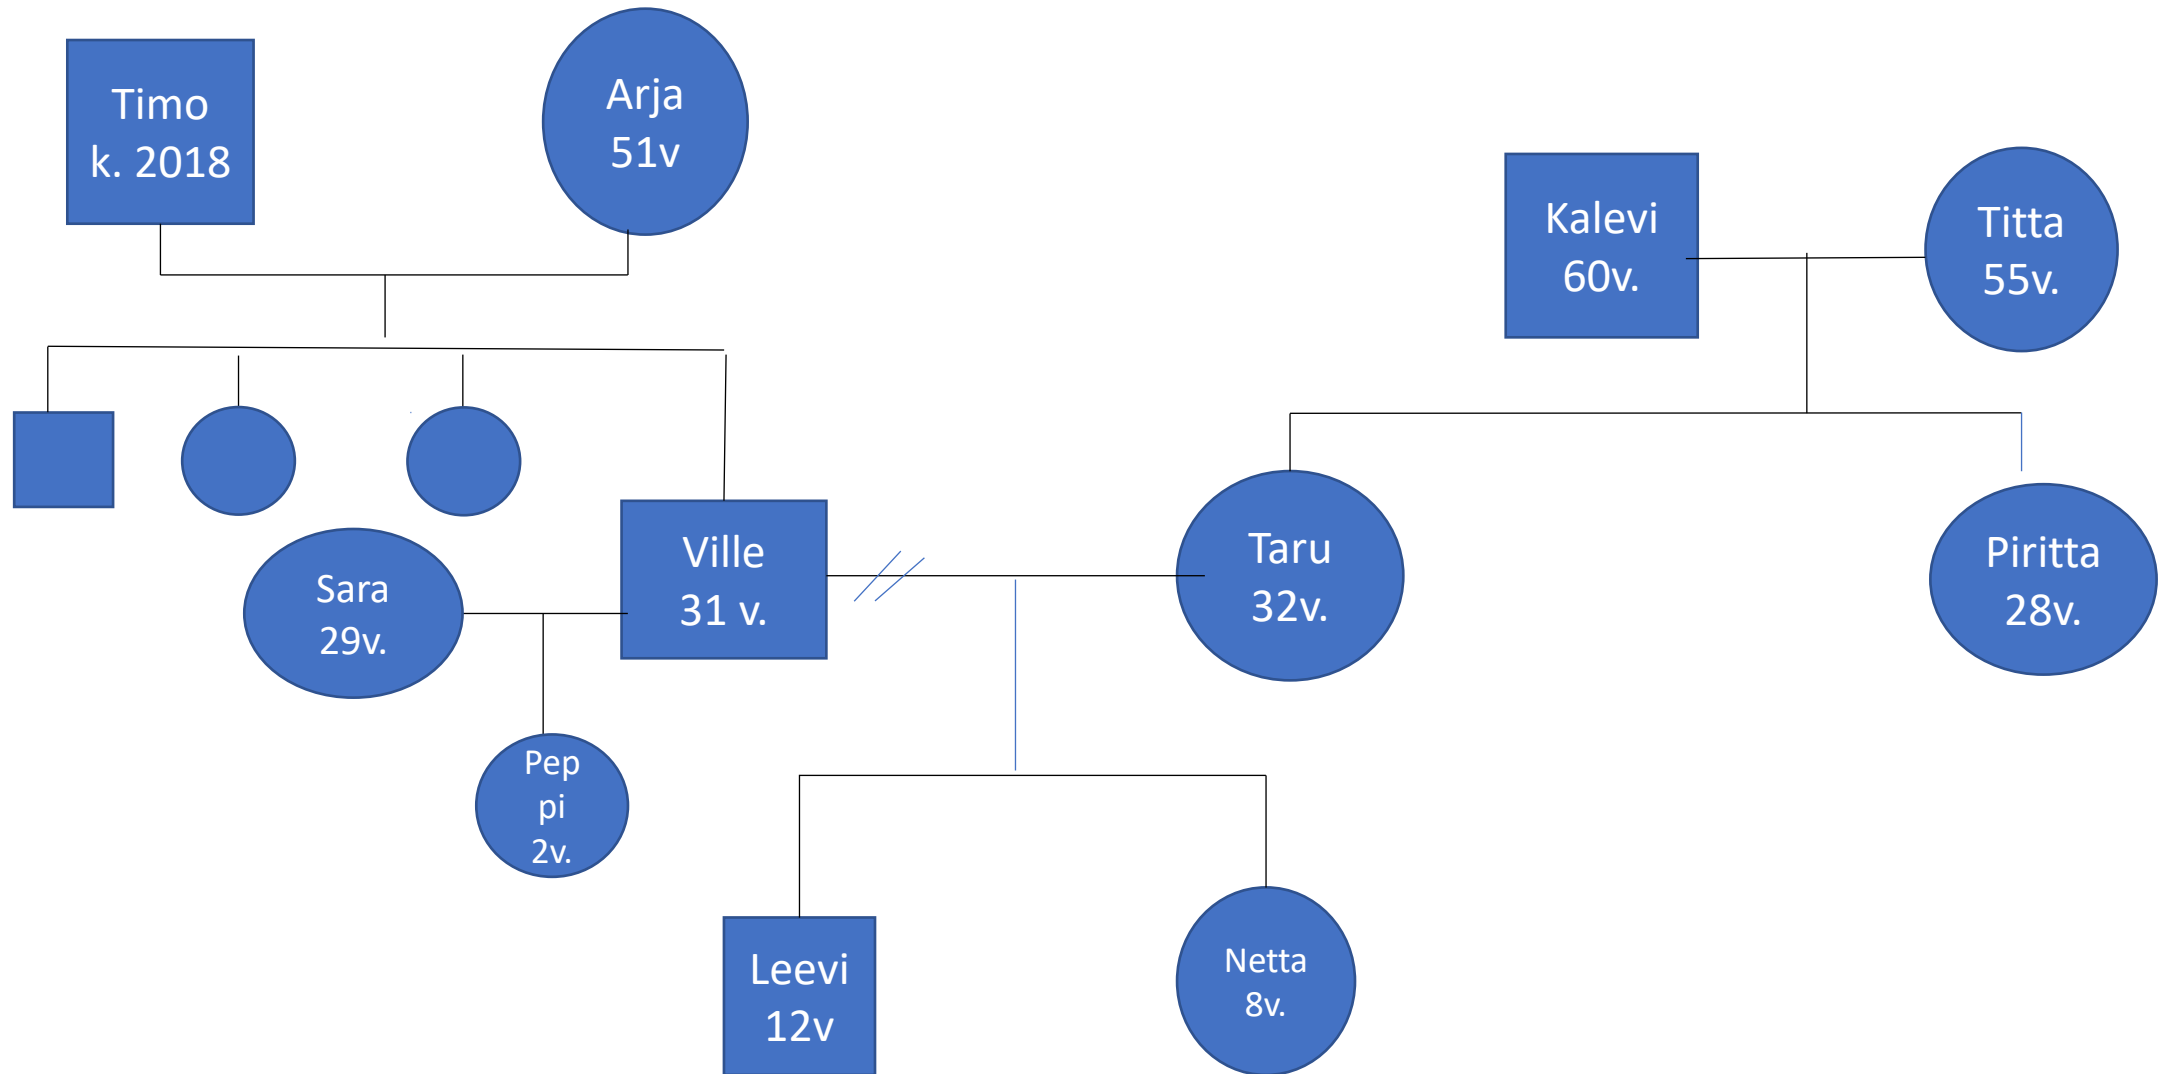 Timo
k. 2018
Arja
51v
Kalevi
60v.
Titta
55v.
Ville
31 v.
Taru
32v.
Piritta
28v.
Sara
29v.
Pep
pi
2v.
Leevi
12v
Netta
8v.